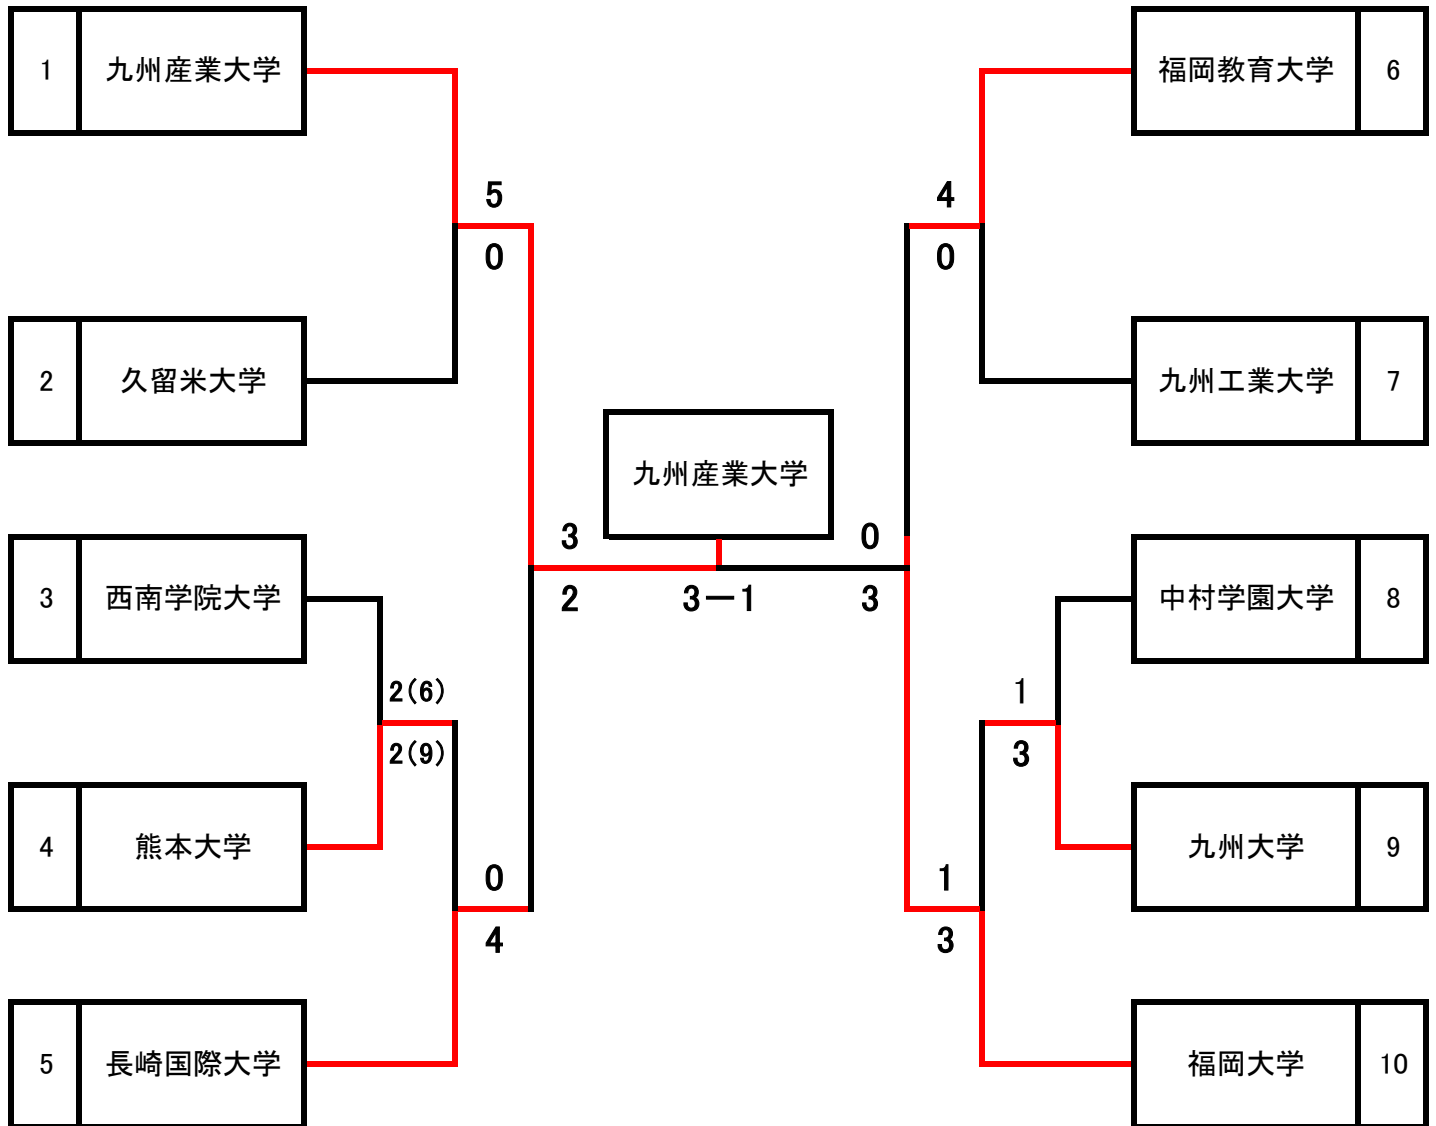 1 九州産業大学
福岡教育大学 6
5
0
4
0
2 久留米大学
九州工業大学 7
九州産業大学
3
2
3－1
0
3
3 西南学院大学
中村学園大学 8
2(6)
2(9)
1
3
4 熊本大学
九州大学 9
0
4
1
3
5 長崎国際大学
福岡大学 10